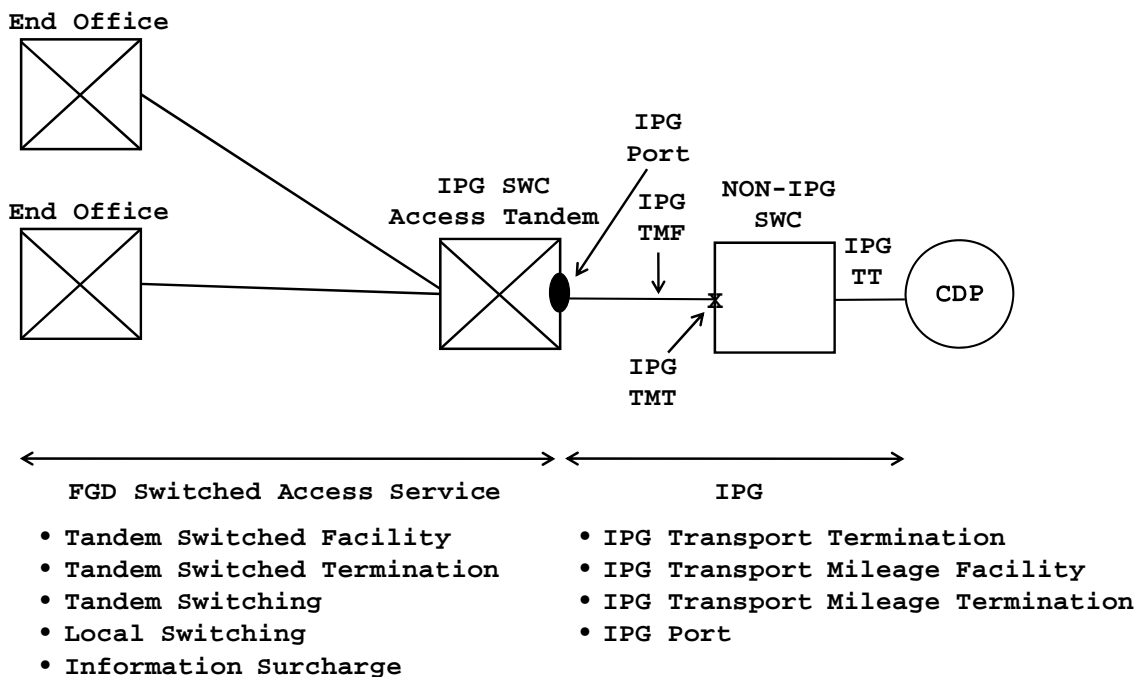 End Office
IPG
Port
IPG SWC
Access Tandem
NON-IPG
SWC
End Office
IPG
TMF
IPG
TT
CDP
X
IPG
TMT
FGD Switched Access Service
• Tandem Switched Facility
• Tandem Switched Termination
• Tandem Switching
• Local Switching
• Information Surcharge
IPG
• IPG Transport Termination
• IPG Transport Mileage Facility
• IPG Transport Mileage Termination
• IPG Port